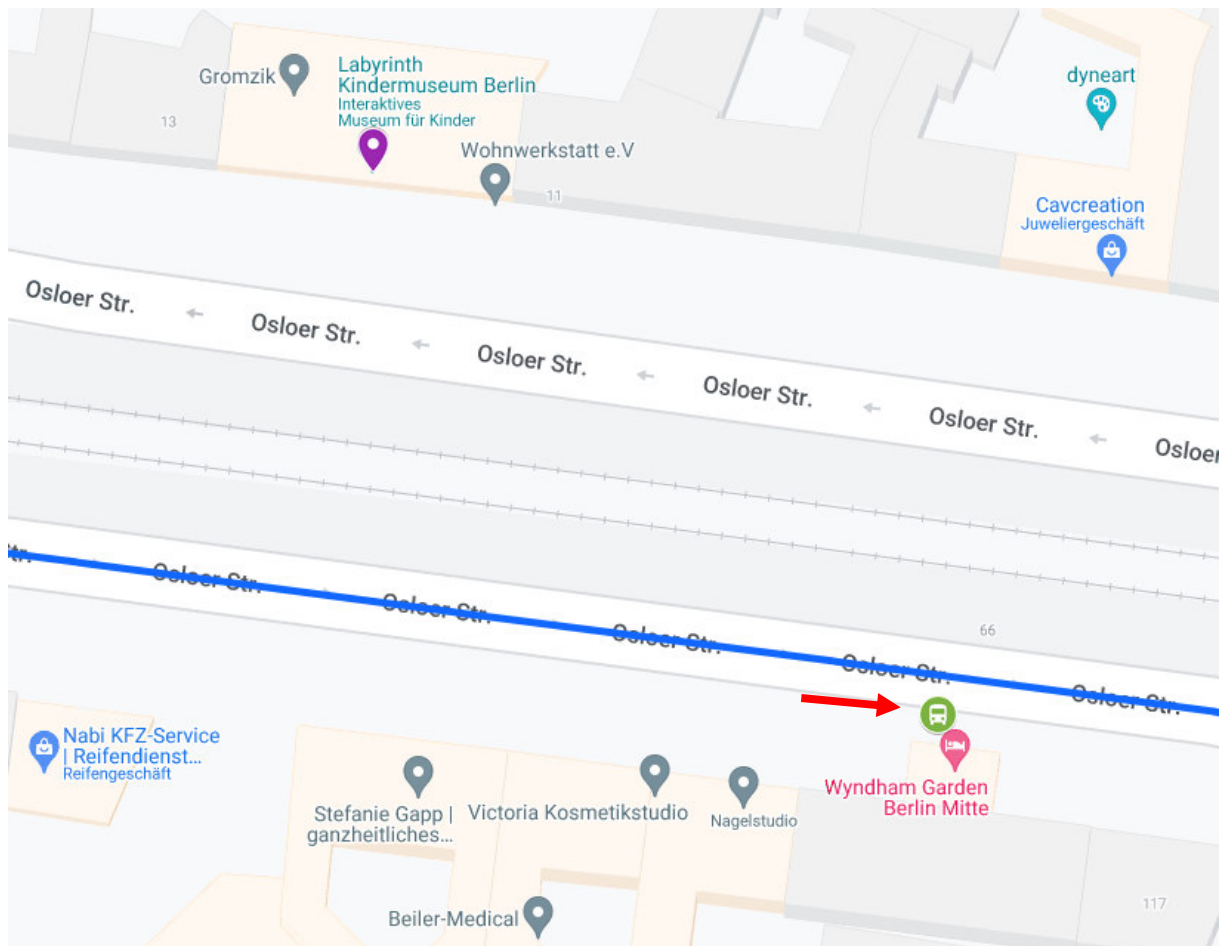 Gromzik
Labyrinth
Kindermuseum Berlin
Interaktives
Museum für Kinder
dyneart
13
Wohnwerkstatt e.V
11
Cavcreation
Juweliergeschäft
Osloer Str.
Osloer Str.
Osloer Str.
Osloer Str.
Osloer Str.
Osloer
Str.
Osloer Str.
Osloer Str.
Osloer Str.
Osloer Str.
Osloer Str.
66
Nabi KFZ-Service
| Reifendienst...
Reifengeschäft
Stefanie Gapp |
ganzheitliches...
Victoria Kosmetikstudio
Nagelstudio
Wyndham Garden
Berlin Mitte
Beiler-Medical
117